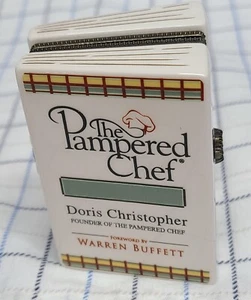 The
Pampered
Chef®
Doris Christopher
FOUNDER OF THE PAMPERED CHEF
FOREWORD BY
WARREN BUFFETT